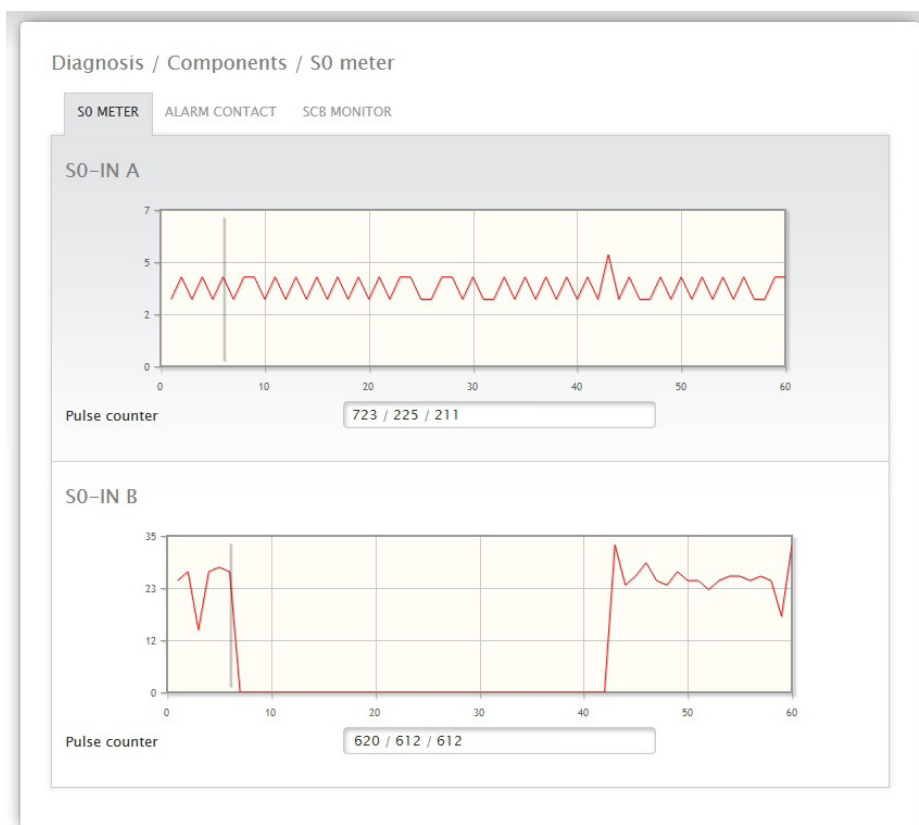 Diagnosis / Components / S0 meter
S0 METER ALARM CONTACT SCB MONITOR
S0-IN A
7
5
2
0
0 10 20 30 40 50 60
Pulse counter 723 / 225 / 211
S0-IN B
35
23
12
0
0 10 20 30 40 50 60
Pulse counter 620 / 612 / 612